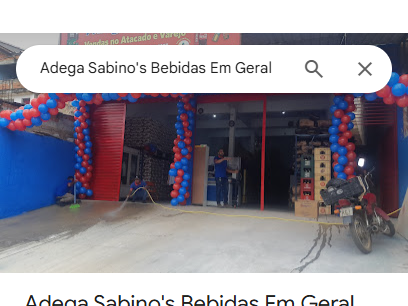 Vendas no Atacado e Varejo
Adega Sabino's Bebidas Em Geral
Adega Sabino's Bebidas Em Geral